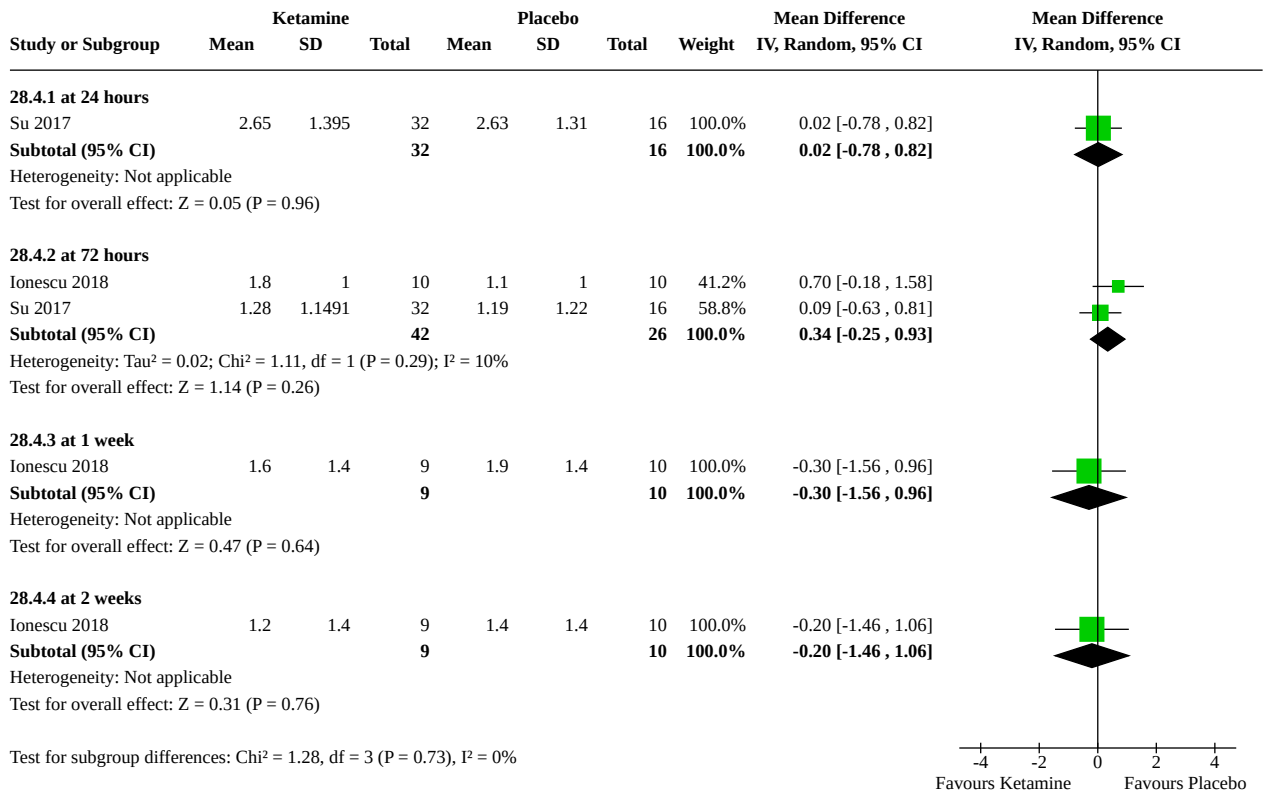 Ketamine Placebo Mean Difference Mean Difference
Study or Subgroup Mean SD Total Mean SD Total Weight IV, Random, 95% CI IV, Random, 95% CI
28.4.1 at 24 hours
Su 2017 2.65 1.395 32 2.63 1.31 16 100.0% 0.02 [-0.78 , 0.82]
Subtotal (95% CI) 32 16 100.0% 0.02 [-0.78 , 0.82]
Heterogeneity: Not applicable
Test for overall effect: Z = 0.05 (P = 0.96)
28.4.2 at 72 hours
Ionescu 2018 1.8 1 10 1.1 1 10 41.2% 0.70 [-0.18 , 1.58]
Su 2017 1.28 1.1491 32 1.19 1.22 16 58.8% 0.09 [-0.63 , 0.81]
Subtotal (95% CI) 42 26 100.0% 0.34 [-0.25 , 0.93]
Heterogeneity: Tau² = 0.02; Chi² = 1.11, df = 1 (P = 0.29); I² = 10%
Test for overall effect: Z = 1.14 (P = 0.26)
28.4.3 at 1 week
Ionescu 2018 1.6 1.4 9 1.9 1.4 10 100.0% -0.30 [-1.56 , 0.96]
Subtotal (95% CI) 9 10 100.0% -0.30 [-1.56 , 0.96]
Heterogeneity: Not applicable
Test for overall effect: Z = 0.47 (P = 0.64)
28.4.4 at 2 weeks
Ionescu 2018 1.2 1.4 9 1.4 1.4 10 100.0% -0.20 [-1.46 , 1.06]
Subtotal (95% CI) 9 10 100.0% -0.20 [-1.46 , 1.06]
Heterogeneity: Not applicable
Test for overall effect: Z = 0.31 (P = 0.76)
Test for subgroup differences: Chi² = 1.28, df = 3 (P = 0.73), I² = 0%
-4 -2 0 2 4
Favours Ketamine Favours Placebo